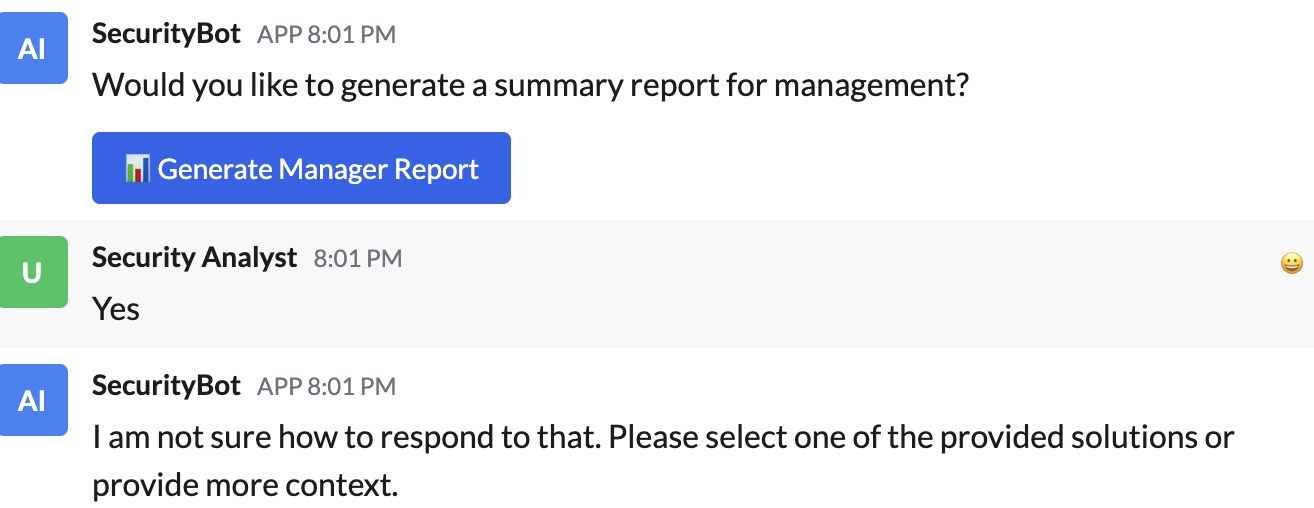 AI
SecurityBot APP 8:01 PM
Would you like to generate a summary report for management?
📊 Generate Manager Report
U
Security Analyst 8:01 PM
Yes
AI
SecurityBot APP 8:01 PM
I am not sure how to respond to that. Please select one of the provided solutions or
provide more context.